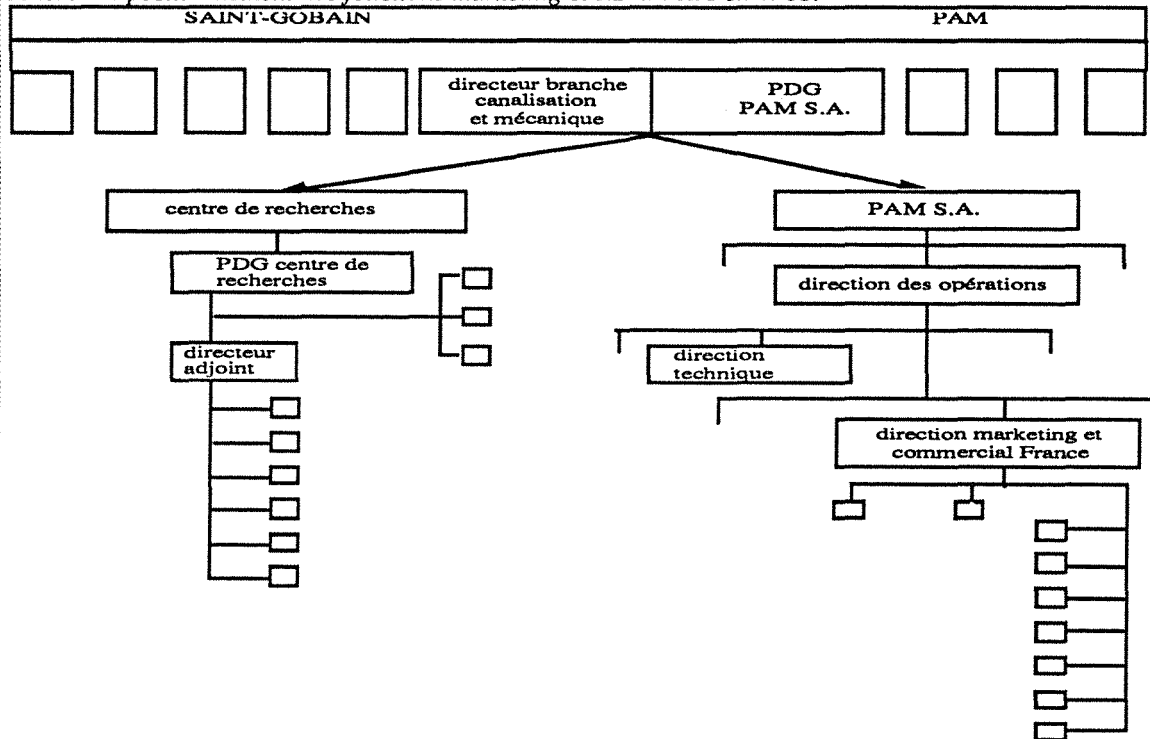 SAINT-GOBAIN PAM
directeur branche
canalisation
et mécanique
PDG
PAM S.A.
centre de recherches
PAM S.A.
PDG centre de
recherches
direction des opérations
directeur
adjoint
direction
technique
direction marketing et
commercial France